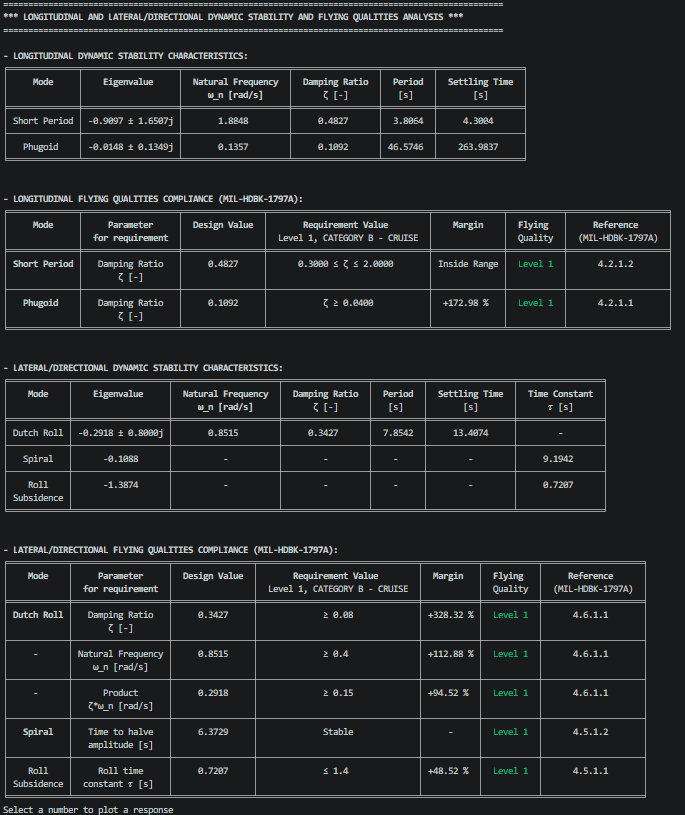 ====================================================================================================
*** LONGITUDINAL AND LATERAL/DIRECTIONAL DYNAMIC STABILITY AND FLYING QUALITIES ANALYSIS ***
====================================================================================================
- LONGITUDINAL DYNAMIC STABILITY CHARACTERISTICS:
Mode Eigenvalue Natural Frequency Damping Ratio Period Settling Time
ω_n [rad/s] ζ [-] [s] [s]
Short Period -0.9097 ± 1.6507j 1.8848 0.4827 3.8064 4.3004
Phugoid -0.0148 ± 0.1349j 0.1357 0.1092 46.5746 263.9837
- LONGITUDINAL FLYING QUALITIES COMPLIANCE (MIL-HDBK-1797A):
Mode Parameter Design Value Requirement Value Margin Flying Reference
for requirement Level 1, CATEGORY B - CRUISE Quality (MIL-HDBK-1797A)
Short Period Damping Ratio 0.4827 0.3000 ≤ ζ ≤ 2.0000 Inside Range Level 1 4.2.1.2
ζ [-]
Phugoid Damping Ratio 0.1092 ζ ≥ 0.0400 +172.98 % Level 1 4.2.1.1
ζ [-]
- LATERAL/DIRECTIONAL DYNAMIC STABILITY CHARACTERISTICS:
Mode Eigenvalue Natural Frequency Damping Ratio Period Settling Time Time Constant
ω_n [rad/s] ζ [-] [s] [s] τ [s]
Dutch Roll -0.2918 ± 0.8000j 0.8515 0.3427 7.8542 13.4074 -
Spiral -0.1088 - - - - 9.1942
Roll -1.3874 - - - - 0.7207
Subsidence
- LATERAL/DIRECTIONAL FLYING QUALITIES COMPLIANCE (MIL-HDBK-1797A):
Mode Parameter Design Value Requirement Value Margin Flying Reference
for requirement Level 1, CATEGORY B - CRUISE Quality (MIL-HDBK-1797A)
Dutch Roll Damping Ratio 0.3427 ≥ 0.08 +328.32 % Level 1 4.6.1.1
ζ [-]
- Natural Frequency 0.8515 ≥ 0.4 +112.88 % Level 1 4.6.1.1
ω_n [rad/s]
- Product 0.2918 ≥ 0.15 +94.52 % Level 1 4.6.1.1
ζ*ω_n [rad/s]
Spiral Time to halve 6.3729 Stable - Level 1 4.5.1.2
amplitude [s]
Roll Roll time 0.7207 ≤ 1.4 +48.52 % Level 1 4.5.1.1
Subsidence constant τ [s]
Select a number to plot a response